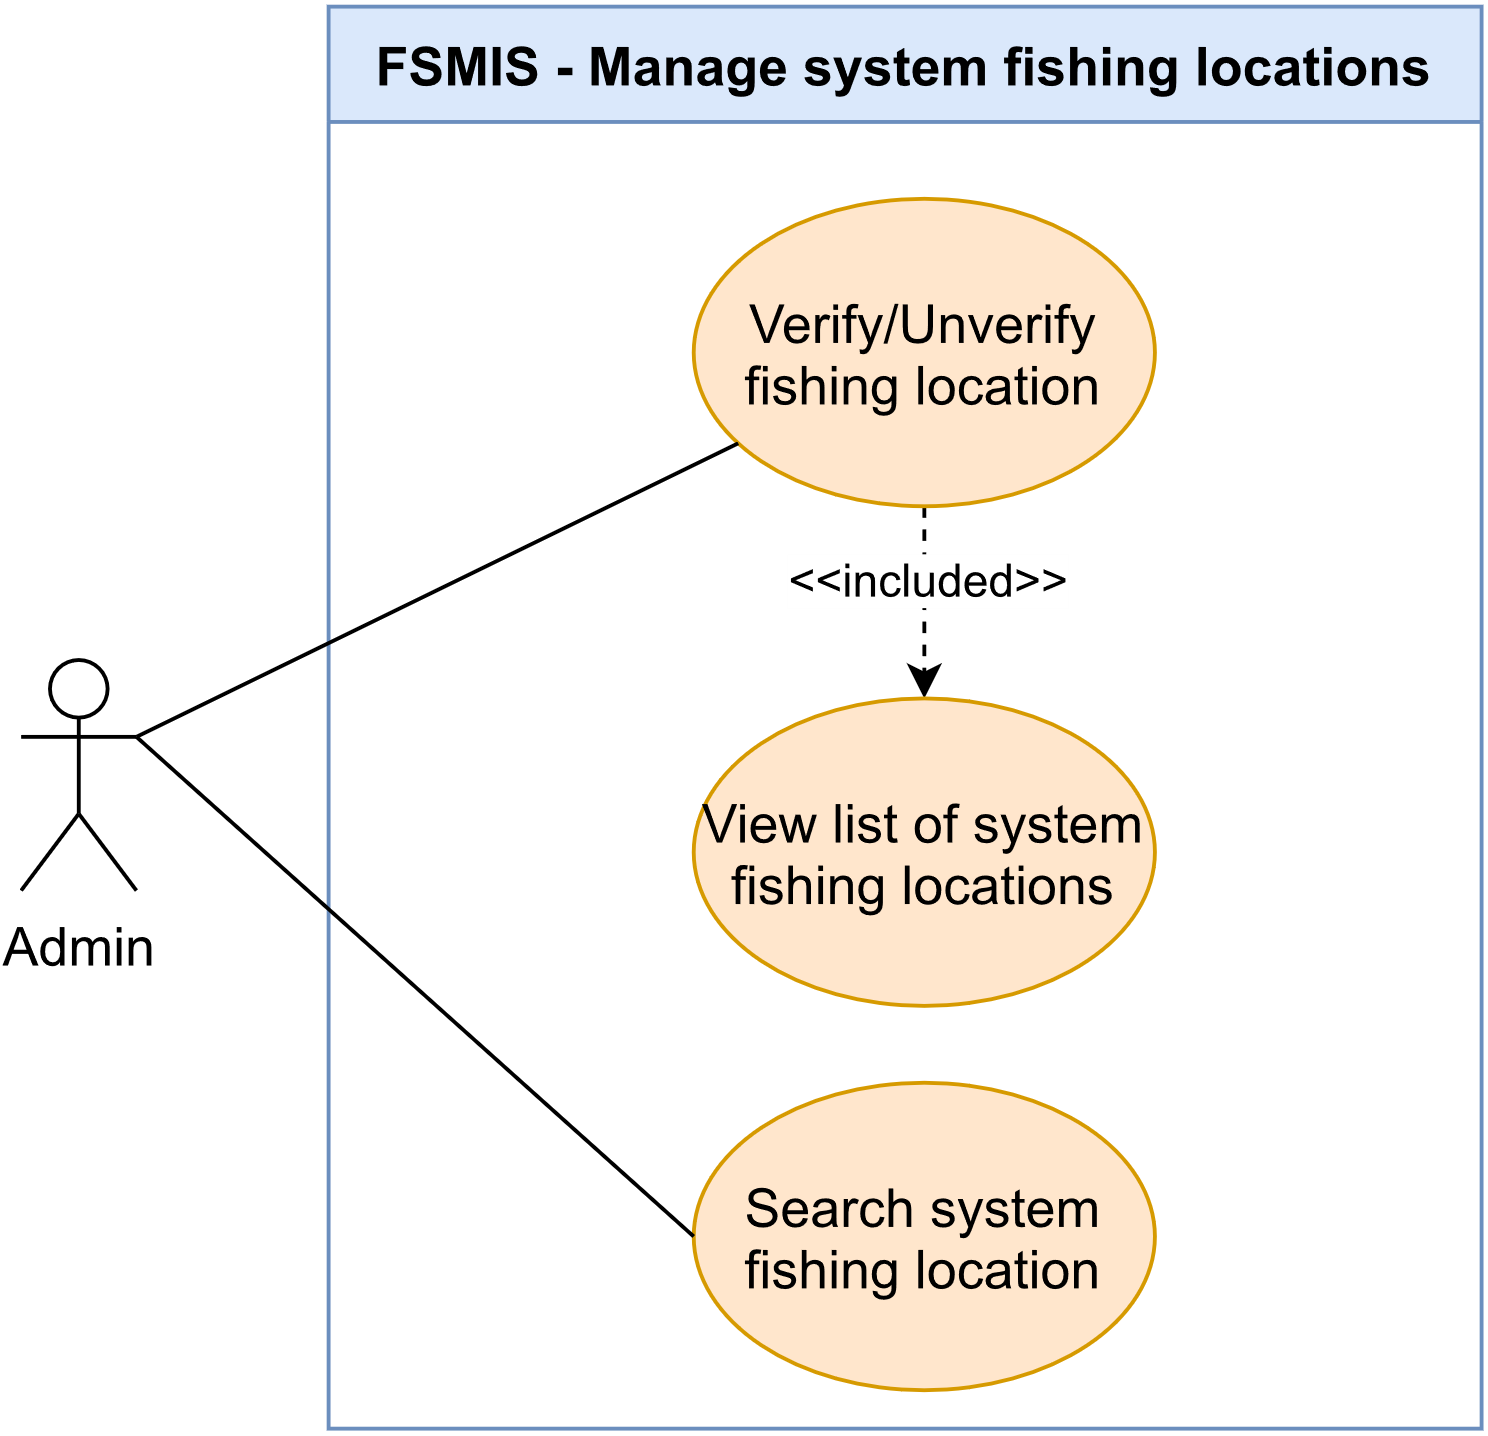 FSMIS - Manage system fishing locations
Verify/Unverify
fishing location
<<included>>
View list of system
fishing locations
Admin
Search system
fishing location